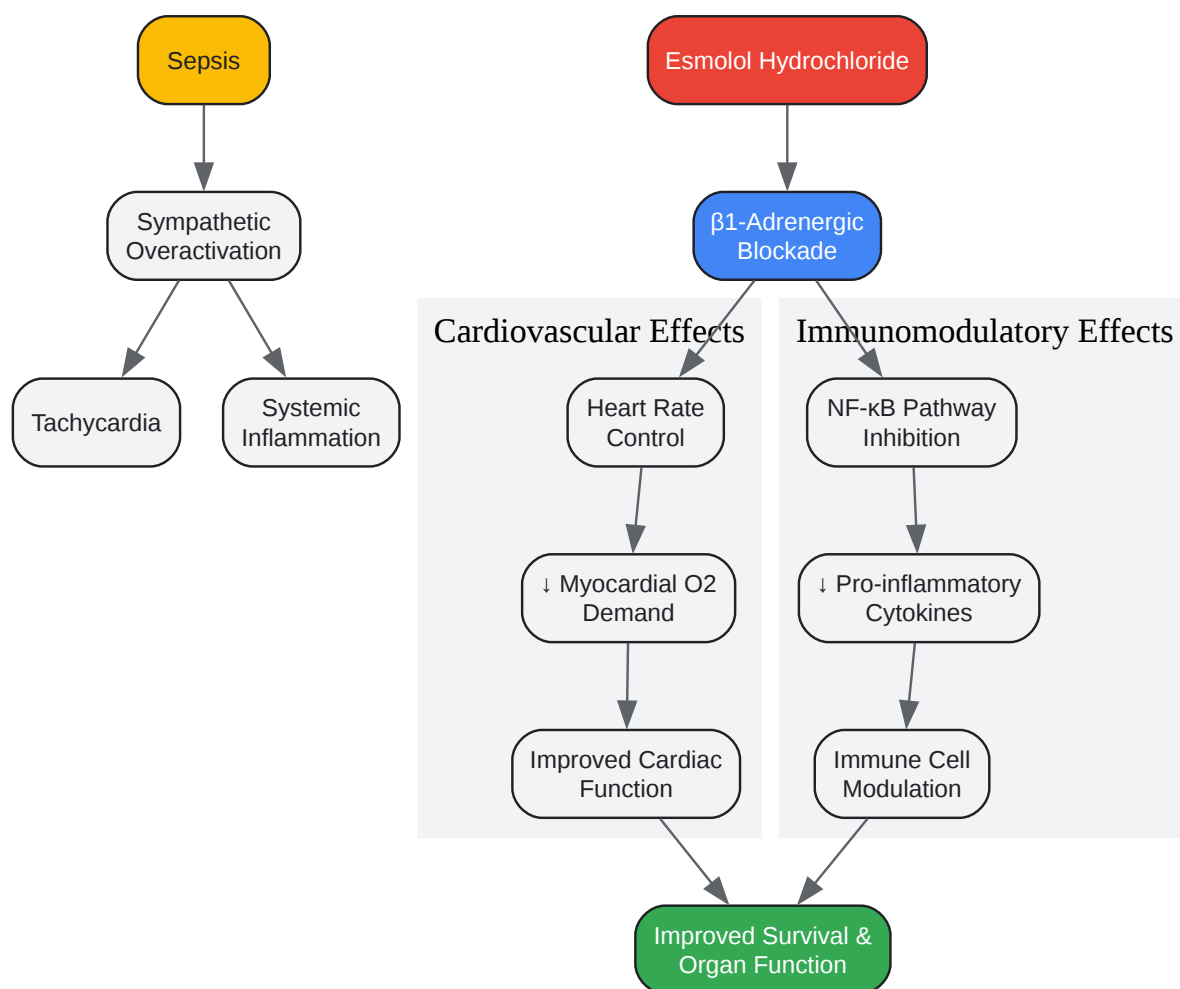 Sepsis
Esmolol Hydrochloride
Sympathetic
Overactivation
β1-Adrenergic
Blockade
Cardiovascular Effects
Immunomodulatory Effects
Tachycardia
Systemic
Inflammation
Heart Rate
Control
NF-κB Pathway
Inhibition
↓ Myocardial O2
Demand
↓ Pro-inflammatory
Cytokines
Improved Cardiac
Function
Immune Cell
Modulation
Improved Survival &
Organ Function